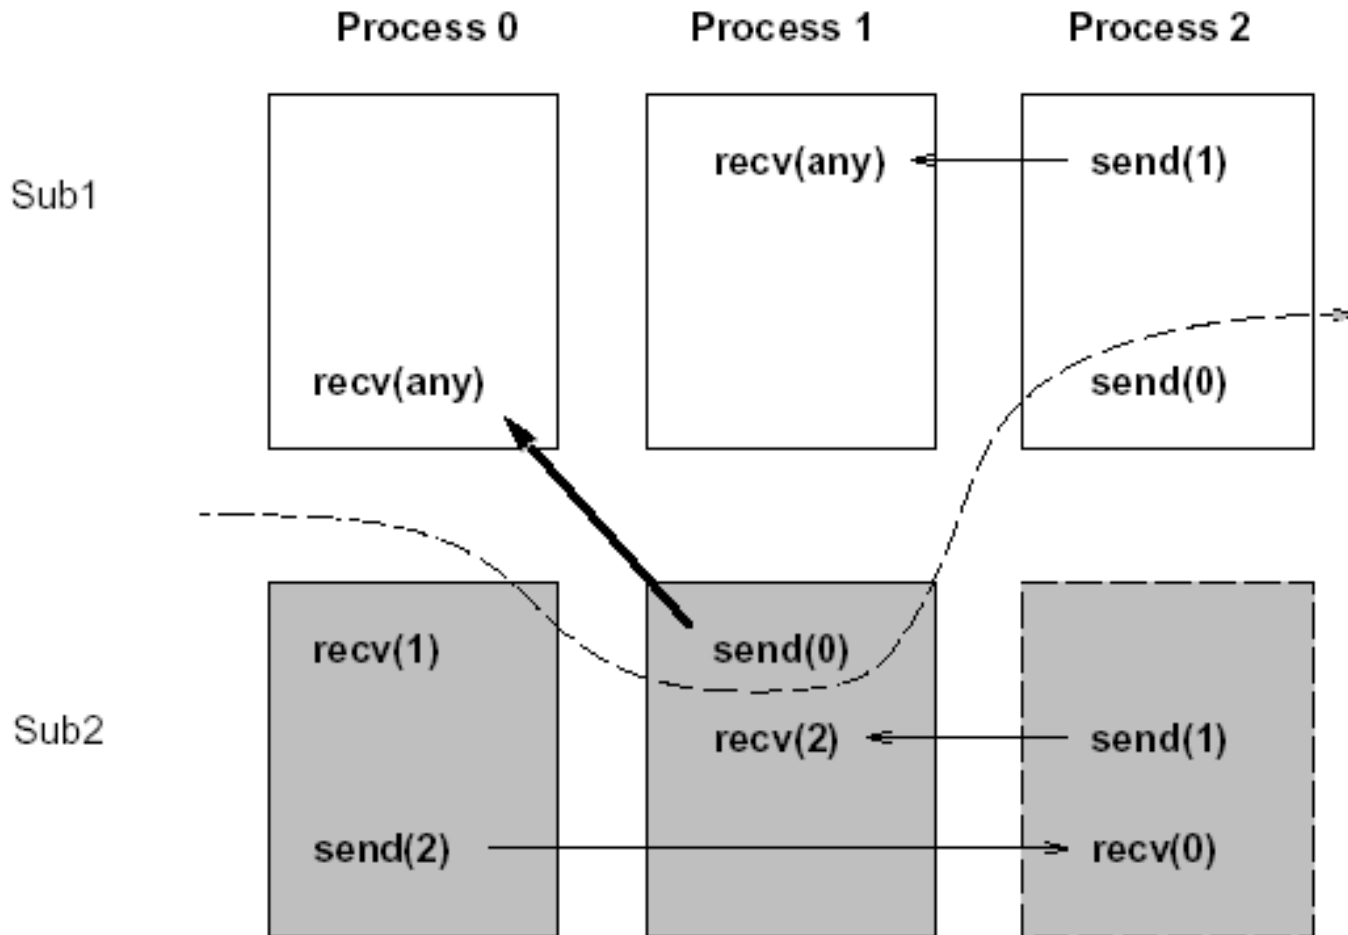 Process 0 Process 1 Process 2
recv(any) send(1)
Sub1
recv(any) send(0)
recv(1) send(0)
Sub2 recv(2) send(1)
send(2) recv(0)